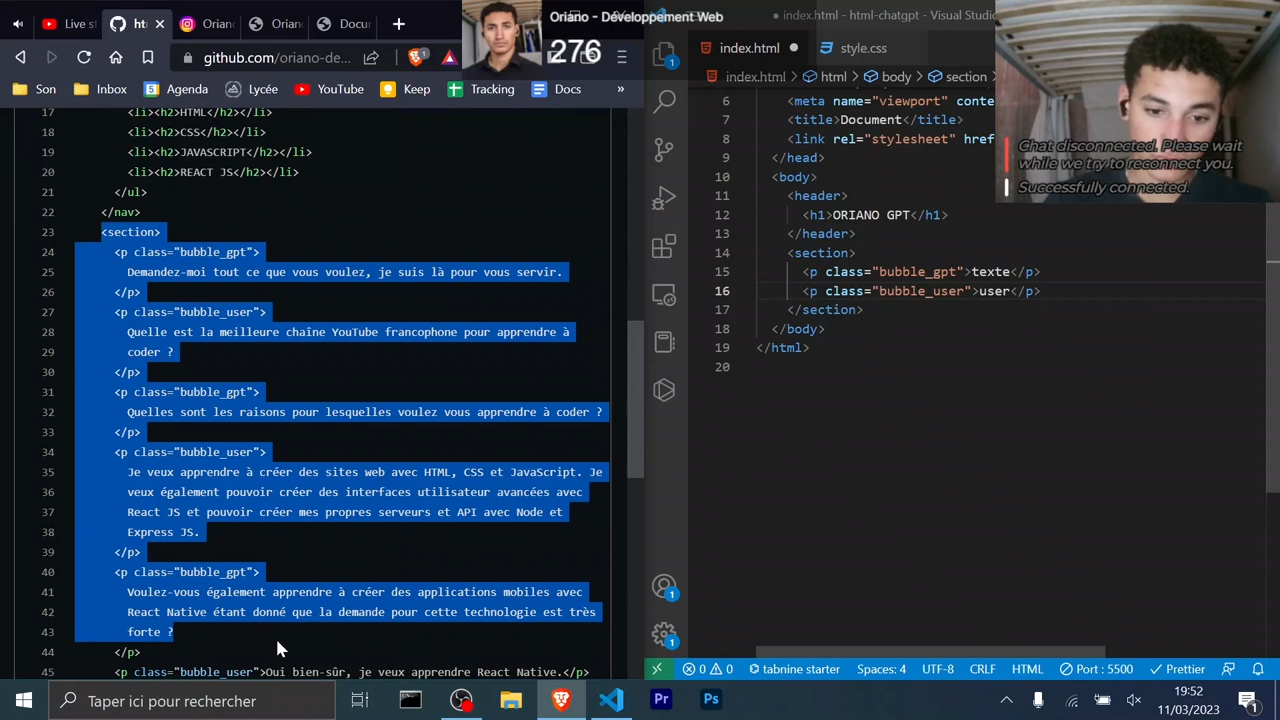 Live s
ht
Oriano
Oriano
Docum
Oriano - Développement Web
276
index.html - html-chatgpt - Visual Studio
github.com/oriano-de...
1
Son
Inbox
Agenda
Lycée
YouTube
Keep
Tracking
Docs
»
17 <li><h2>HTML</h2></li>
18 <li><h2>CSS</h2></li>
19 <li><h2>JAVASCRIPT</h2></li>
20 <li><h2>REACT JS</h2></li>
21 </ul>
22 </nav>
23 <section>
24 <p class="bubble_gpt">
25 Demandez-moi tout ce que vous voulez, je suis là pour vous servir.
26 </p>
27 <p class="bubble_user">
28 Quelle est la meilleure chaîne YouTube francophone pour apprendre à
29 coder ?
30 </p>
31 <p class="bubble_gpt">
32 Quelles sont les raisons pour lesquelles voulez vous apprendre à coder ?
33 </p>
34 <p class="bubble_user">
35 Je veux apprendre à créer des sites web avec HTML, CSS et JavaScript. Je
36 veux également pouvoir créer des interfaces utilisateur avancées avec
37 React JS et pouvoir créer mes propres serveurs et API avec Node et
38 Express JS.
39 </p>
40 <p class="bubble_gpt">
41 Voulez-vous également apprendre à créer des applications mobiles avec
42 React Native étant donné que la demande pour cette technologie est très
43 forte ?
44 </p>
45 <p class="bubble_user">Oui bien-sûr, je veux apprendre React Native.</p>
index.html
style.css
index.html > html > body > section
6 <meta name="viewport" conte
7 <title>Document</title>
8 <link rel="stylesheet" href
9 </head>
10 <body>
11 <header>
12 <h1>ORIANO GPT</h1>
13 </header>
14 <section>
15 <p class="bubble_gpt">texte</p>
16 <p class="bubble_user">user</p>
17 </section>
18 </body>
19 </html>
20
Chat disconnected. Please wait
while we try to reconnect you.
Successfully connected.
1
1
1
0 0
tabnine starter
Spaces: 4
UTF-8
CRLF
HTML
Port : 5500
Prettier
Taper ici pour rechercher
Pr
Ps
19:52
11/03/2023
1